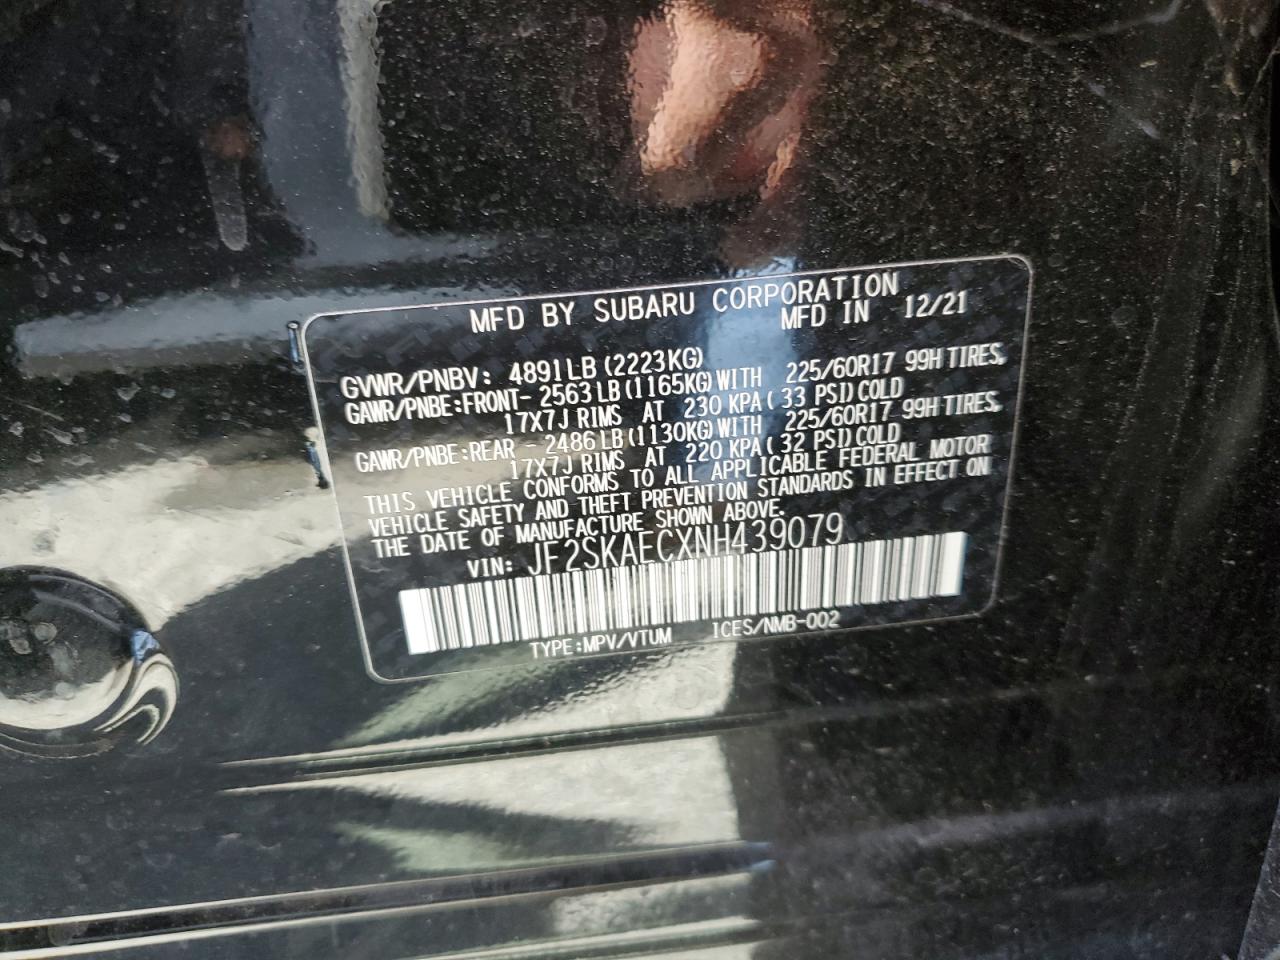 MFD BY SUBARU CORPORATION
MFD IN 12/21
GVWR/PNBV: 4891LB (2223KG)
GAWR/PNBE:FRONT- 2563LB(1165KG)WITH 225/60R17 99H TIRES,
17X7J RIMS AT 230 KPA( 33 PSI)COLD
GAWR/PNBE:REAR - 2486LB(1130KG)WITH 225/60R17 99H TIRES,
17X7J RIMS AT 220 KPA( 32 PSI)COLD
THIS VEHICLE CONFORMS TO ALL APPLICABLE FEDERAL MOTOR
VEHICLE SAFETY AND THEFT PREVENTION STANDARDS IN EFFECT ON
THE DATE OF MANUFACTURE SHOWN ABOVE.
VIN: JF2SKAECXNH439079
TYPE:MPV/VTUM ICES/NMB-002